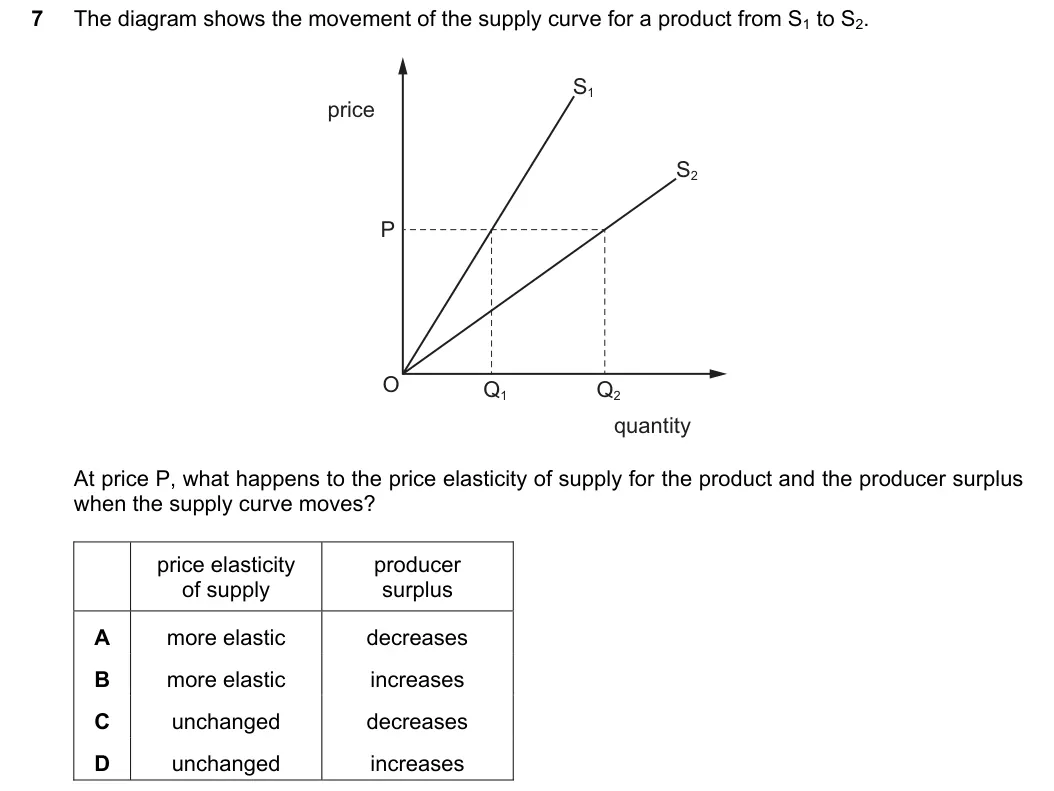 7 The diagram shows the movement of the supply curve for a product from S₁ to S₂.
S₁
price
S₂
P
O
Q₁
Q₂
quantity
At price P, what happens to the price elasticity of supply for the product and the producer surplus
when the supply curve moves?
price elasticity
of supply
producer
surplus
A more elastic decreases
B more elastic increases
C unchanged decreases
D unchanged increases